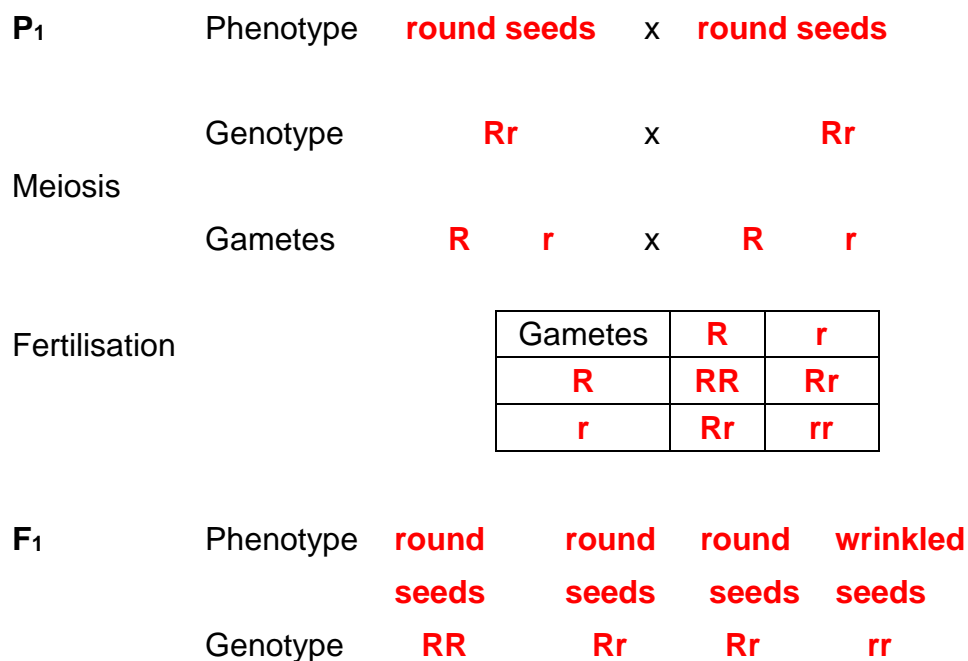 P1 Phenotype round seeds x round seeds
Genotype Rr x Rr
Meiosis
Gametes R r x R r
Fertilisation
Gametes R r
R RR Rr
r Rr rr
F1 Phenotype round round round wrinkled
seeds seeds seeds seeds
Genotype RR Rr Rr rr